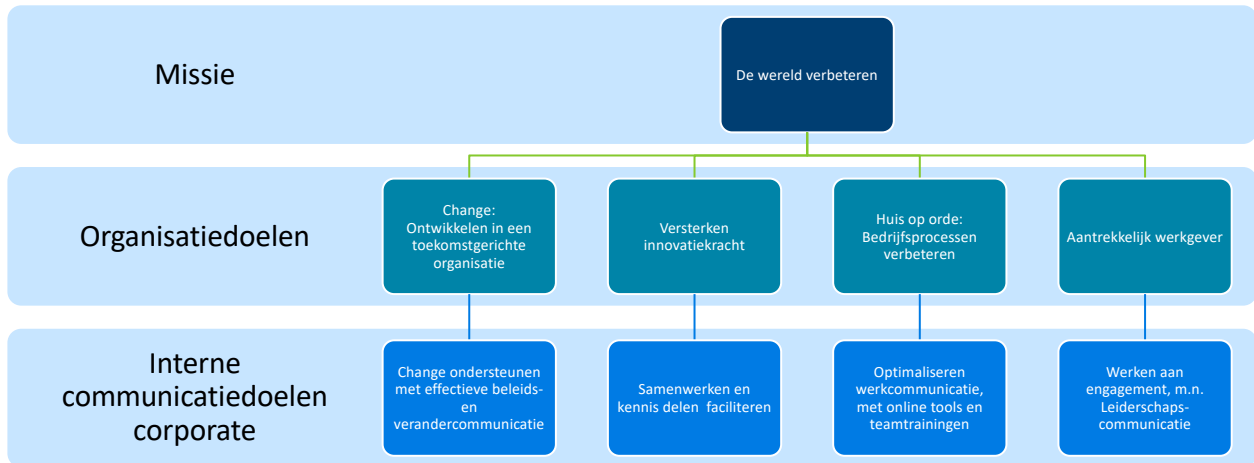 Missie
De wereld verbeteren
Organisatiedoelen
Change:
Ontwikkelen in een
toekomstgerichte
organisatie
Versterken
innovatiekracht
Huis op orde:
Bedrijfsprocessen
verbeteren
Aantrekkelijk werkgever
Interne
communicatiedoelen
corporate
Change ondersteunen
met effectieve beleids-
en
verandercommunicatie
Samenwerken en
kennis delen faciliteren
Optimaliseren
werkcommunicatie,
met online tools en
teamtrainingen
Werken aan
engagement, m.n.
Leiderschaps-
communicatie